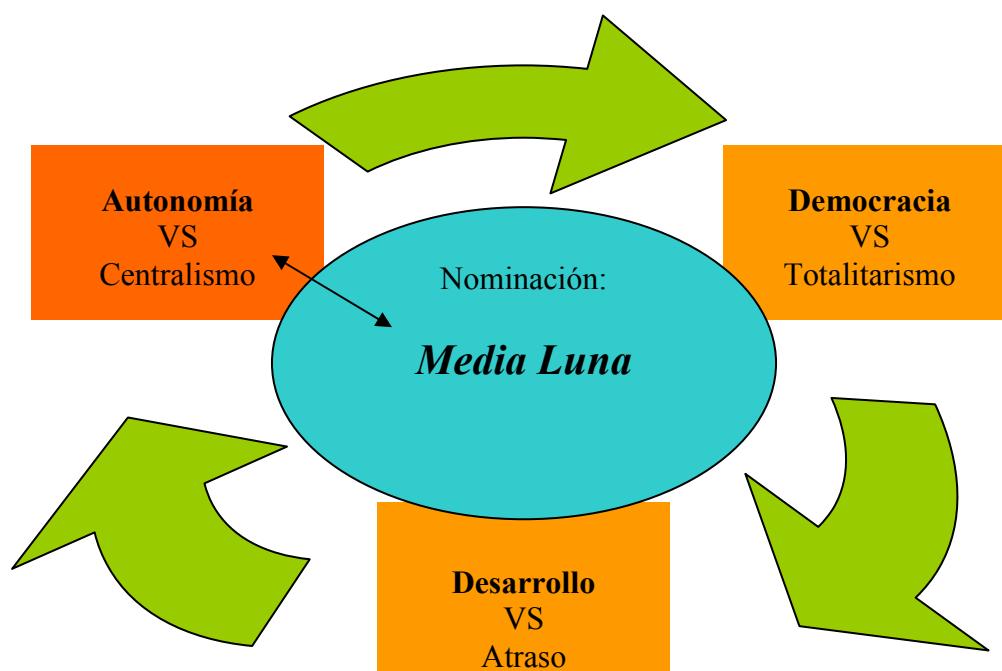 Autonomía
VS
Centralismo
Democracia
VS
Totalitarismo
Nominación:
Media Luna
Desarrollo
VS
Atraso